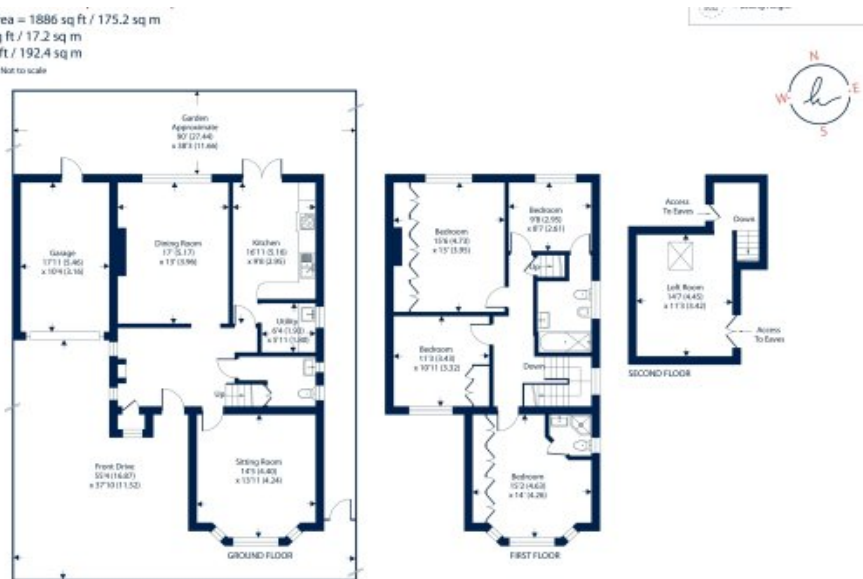 rea = 1886 sq ft / 175.2 sq m
q ft / 17.2 sq m
ft / 192.4 sq m
Not to scale
N
W
E
S
Garden
Approximate
90' (27.44)
x 38'3 (11.66)
Garage
17'11 (5.46)
x 10'4 (3.16)
Dining Room
17' (5.17)
x 13' (3.96)
Kitchen
16'11 (5.16)
x 9'8 (2.95)
Utility
6'4 (1.93)
x 5'11 (1.80)
Up
Sitting Room
14'5 (4.40)
x 13'11 (4.24)
Front Drive
55'4 (16.87)
x 37'10 (11.52)
GROUND FLOOR
Bedroom
15'6 (4.73)
x 13' (3.95)
Bedroom
9'8 (2.95)
x 8'7 (2.61)
Up
Bedroom
11'3 (3.43)
x 10'11 (3.32)
Down
Bedroom
15'2 (4.63)
x 14' (4.26)
FIRST FLOOR
Access
To Eaves
Down
Loft Room
14'7 (4.45)
x 11'3 (3.42)
Access
To Eaves
SECOND FLOOR